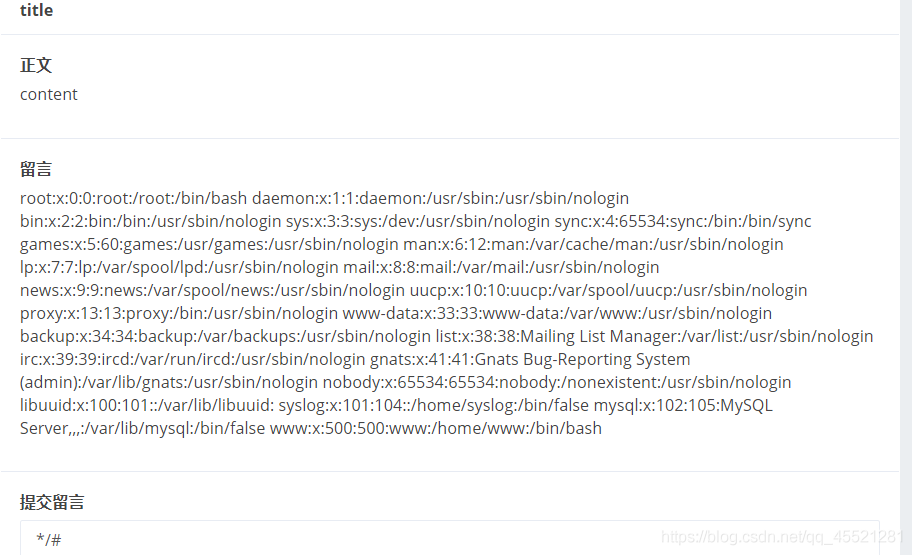 title
正文
content
留言
root:x:0:0:root:/root:/bin/bash daemon:x:1:1:daemon:/usr/sbin:/usr/sbin/nologin
bin:x:2:2:bin:/bin:/usr/sbin/nologin sys:x:3:3:sys:/dev:/usr/sbin/nologin sync:x:4:65534:sync:/bin:/bin/sync
games:x:5:60:games:/usr/games:/usr/sbin/nologin man:x:6:12:man:/var/cache/man:/usr/sbin/nologin
lp:x:7:7:lp:/var/spool/lpd:/usr/sbin/nologin mail:x:8:8:mail:/var/mail:/usr/sbin/nologin
news:x:9:9:news:/var/spool/news:/usr/sbin/nologin uucp:x:10:10:uucp:/var/spool/uucp:/usr/sbin/nologin
proxy:x:13:13:proxy:/bin:/usr/sbin/nologin www-data:x:33:33:www-data:/var/www:/usr/sbin/nologin
backup:x:34:34:backup:/var/backups:/usr/sbin/nologin list:x:38:38:Mailing List Manager:/var/list:/usr/sbin/nologin
irc:x:39:39:ircd:/var/run/ircd:/usr/sbin/nologin gnats:x:41:41:Gnats Bug-Reporting System
(admin):/var/lib/gnats:/usr/sbin/nologin nobody:x:65534:65534:nobody:/nonexistent:/usr/sbin/nologin
libuuid:x:100:101::/var/lib/libuuid: syslog:x:101:104::/home/syslog:/bin/false mysql:x:102:105:MySQL
Server,,,:/var/lib/mysql:/bin/false www:x:500:500:www:/home/www:/bin/bash
提交留言
*/#
https://blog.csdn.net/qq_45521281